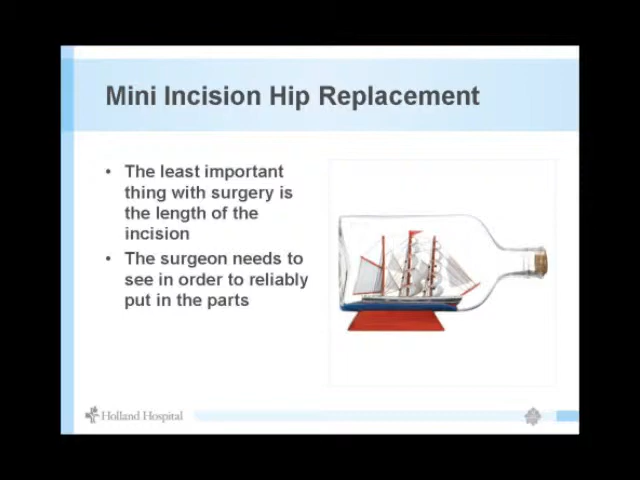 Mini Incision Hip Replacement
• The least important
thing with surgery is
the length of the
incision
• The surgeon needs to
see in order to reliably
put in the parts
Holland Hospital